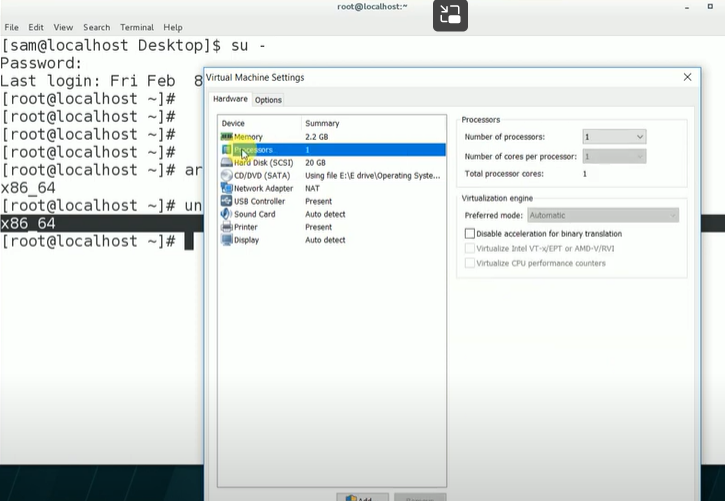 root@localhost:~
File Edit View Search Terminal Help
[sam@localhost Desktop]$ su -
Password:
Last login: Fri Feb 8
[root@localhost ~]#
[root@localhost ~]#
[root@localhost ~]#
[root@localhost ~]#
[root@localhost ~]# ar
x86_64
[root@localhost ~]# un
x86_64
[root@localhost ~]#
Virtual Machine Settings
Hardware Options
Device Summary
Memory 2.2 GB
Processors 1
Hard Disk (SCSI) 20 GB
CD/DVD (SATA) Using file E:\E drive\Operating Syste...
Network Adapter NAT
USB Controller Present
Sound Card Auto detect
Printer Present
Display Auto detect
Processors
Number of processors: 1
Number of cores per processor: 1
Total processor cores: 1
Virtualization engine
Preferred mode: Automatic
Disable acceleration for binary translation
Virtualize Intel VT-x/EPT or AMD-V/RVI
Virtualize CPU performance counters